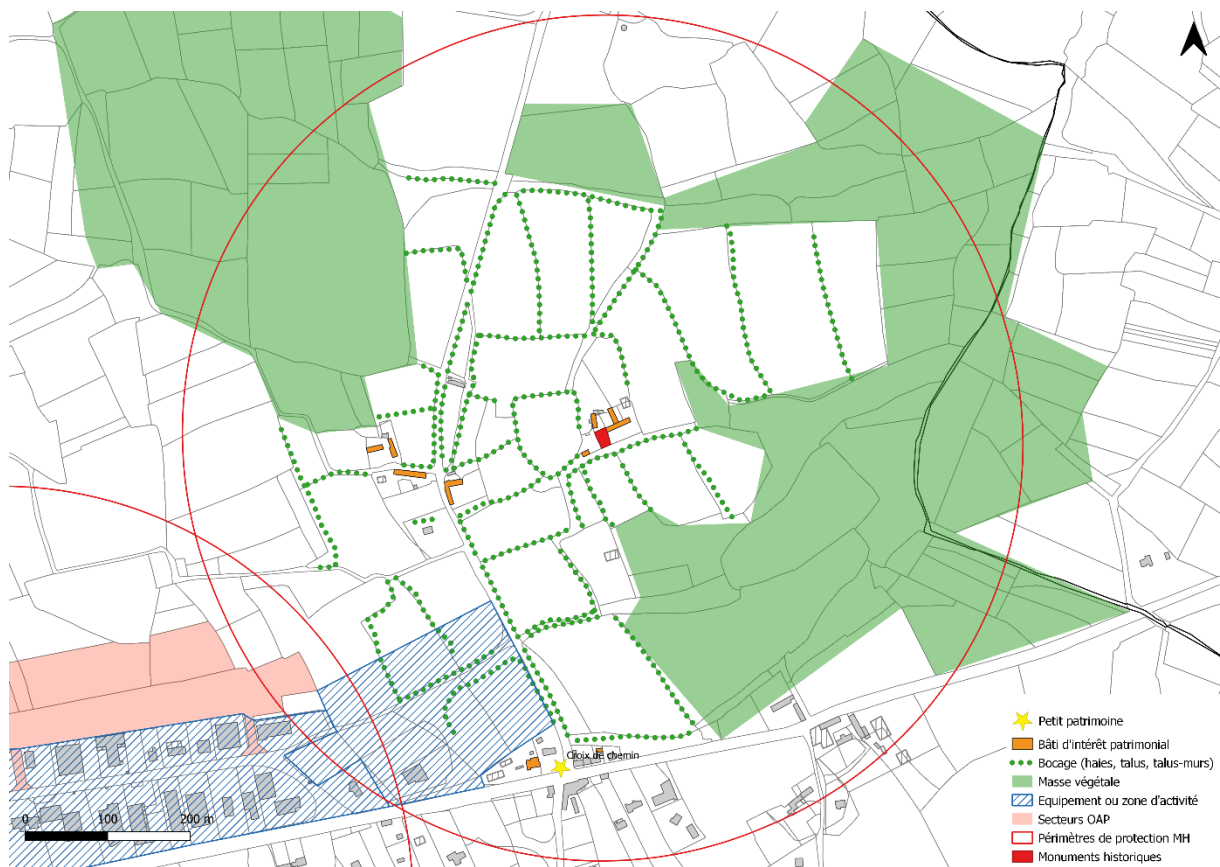 Croix de chemin
Petit patrimoine
Bâti d'intérêt patrimonial
Bocage (haies, talus, talus-murs)
Masse végétale
Equipement ou zone d'activité
Secteurs OAP
Périmètres de protection MH
Monuments historiques
0 100 200 m